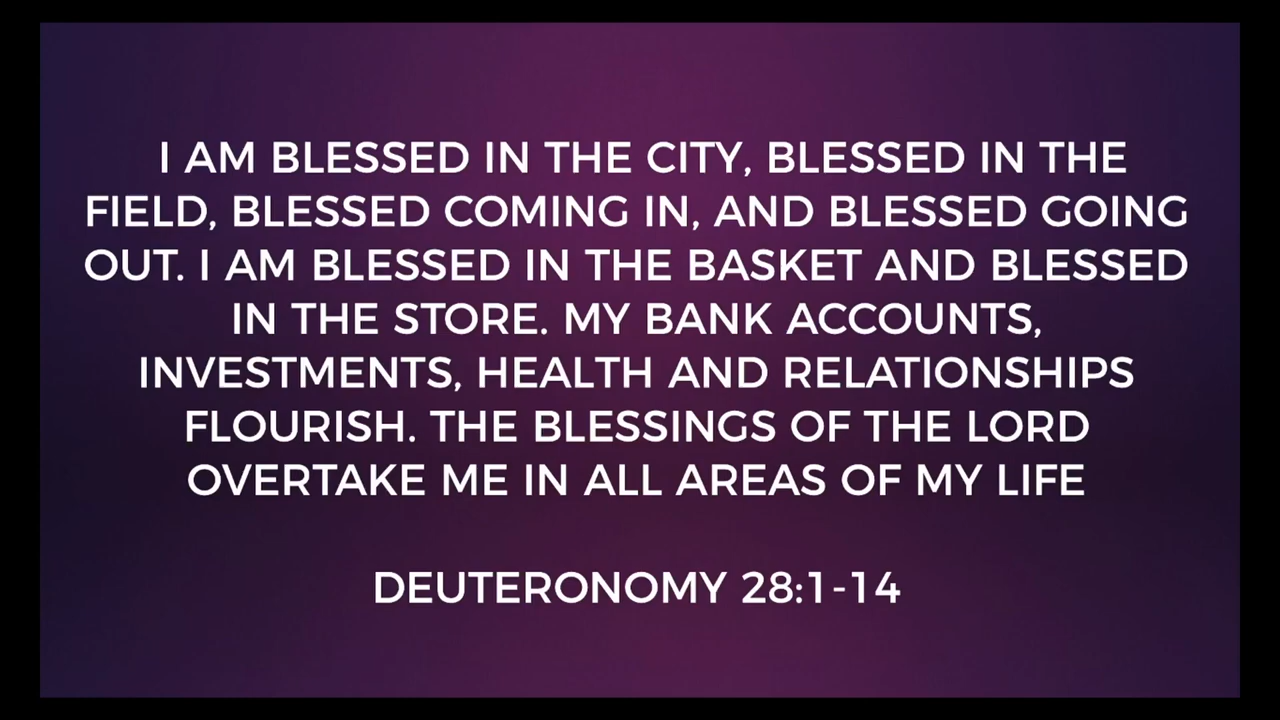 I AM BLESSED IN THE CITY, BLESSED IN THE
FIELD, BLESSED COMING IN, AND BLESSED GOING
OUT. I AM BLESSED IN THE BASKET AND BLESSED
IN THE STORE. MY BANK ACCOUNTS,
INVESTMENTS, HEALTH AND RELATIONSHIPS
FLOURISH. THE BLESSINGS OF THE LORD
OVERTAKE ME IN ALL AREAS OF MY LIFE
DEUTERONOMY 28:1-14